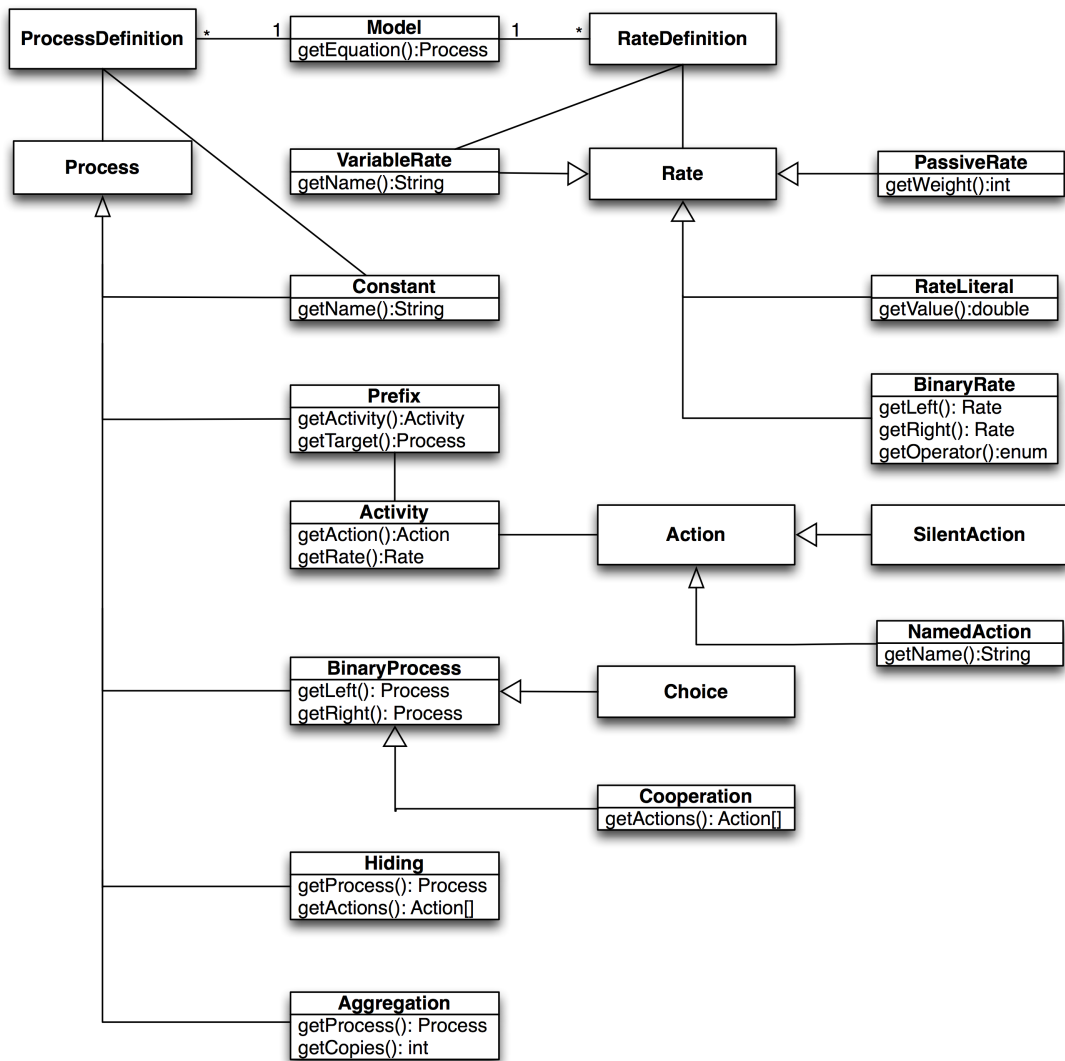 ProcessDefinition
*
1
Model
getEquation():Process
1
*
RateDefinition
Process
VariableRate
getName():String
Rate
PassiveRate
getWeight():int
Constant
getName():String
RateLiteral
getValue():double
Prefix
getActivity():Activity
getTarget():Process
BinaryRate
getLeft(): Rate
getRight(): Rate
getOperator():enum
Activity
getAction():Action
getRate():Rate
Action
SilentAction
NamedAction
getName():String
BinaryProcess
getLeft(): Process
getRight(): Process
Choice
Cooperation
getActions(): Action[]
Hiding
getProcess(): Process
getActions(): Action[]
Aggregation
getProcess(): Process
getCopies(): int